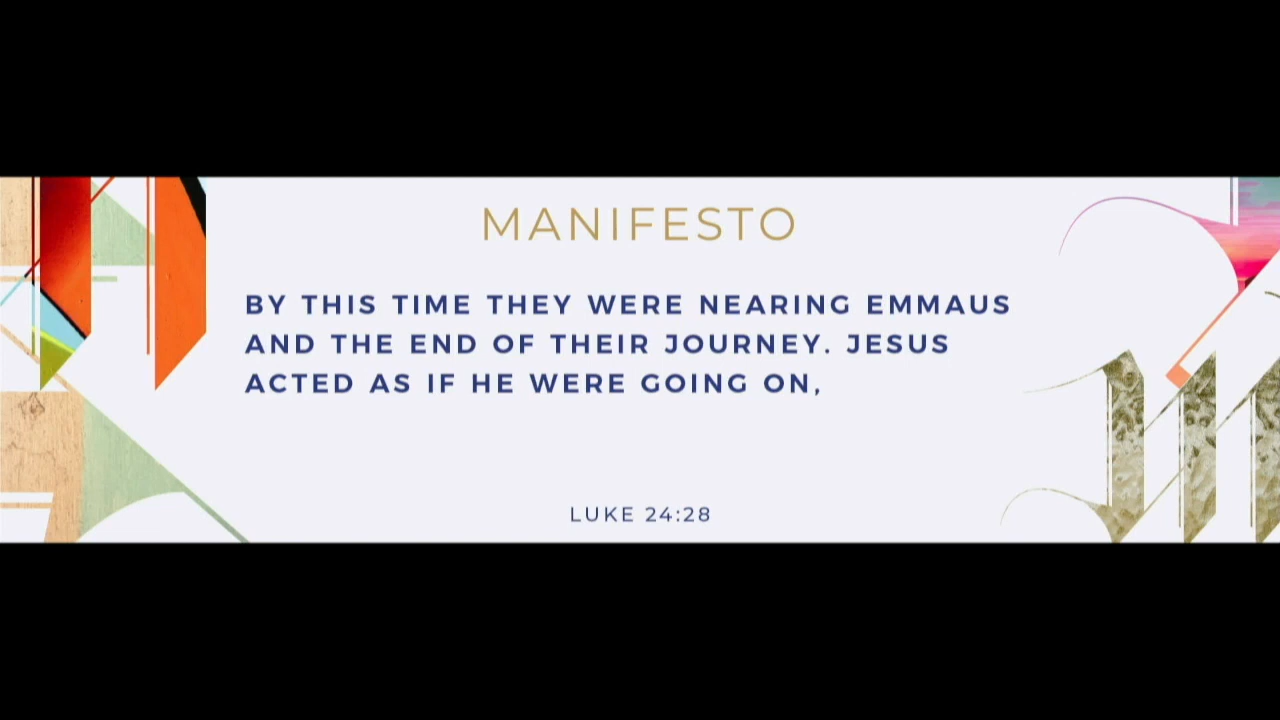 MANIFESTO
BY THIS TIME THEY WERE NEARING EMMAUS
AND THE END OF THEIR JOURNEY. JESUS
ACTED AS IF HE WERE GOING ON,
LUKE 24:28